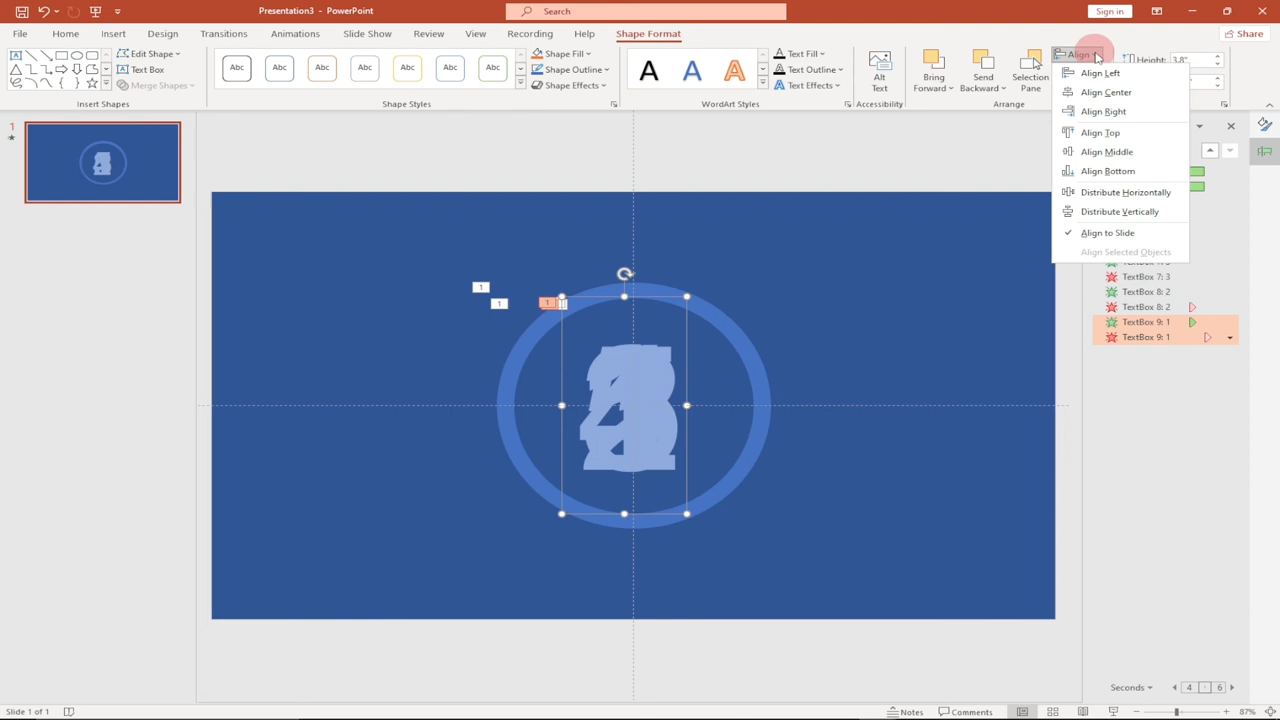 Presentation3 - PowerPoint
Search
Sign in
File Home Insert Design Transitions Animations Slide Show Review View Recording Help Shape Format
Share
Edit Shape
Text Box
Merge Shapes
Insert Shapes
Abc Abc Abc Abc Abc Abc Abc
Shape Fill
Shape Outline
Shape Effects
Shape Styles
A A A
Text Fill
Text Outline
Text Effects
WordArt Styles
Alt Text
Accessibility
Bring Forward
Send Backward
Selection Pane
Arrange
Align
Height: 3.8"
Align Left
Align Center
Align Right
Align Top
Align Middle
Align Bottom
Distribute Horizontally
Distribute Vertically
Align to Slide
Align Selected Objects
1
1
1
1
TextBox 7: 3
TextBox 8: 2
TextBox 8: 2
TextBox 9: 1
TextBox 9: 1
Seconds
4 6
Slide 1 of 1
Notes
Comments
87%